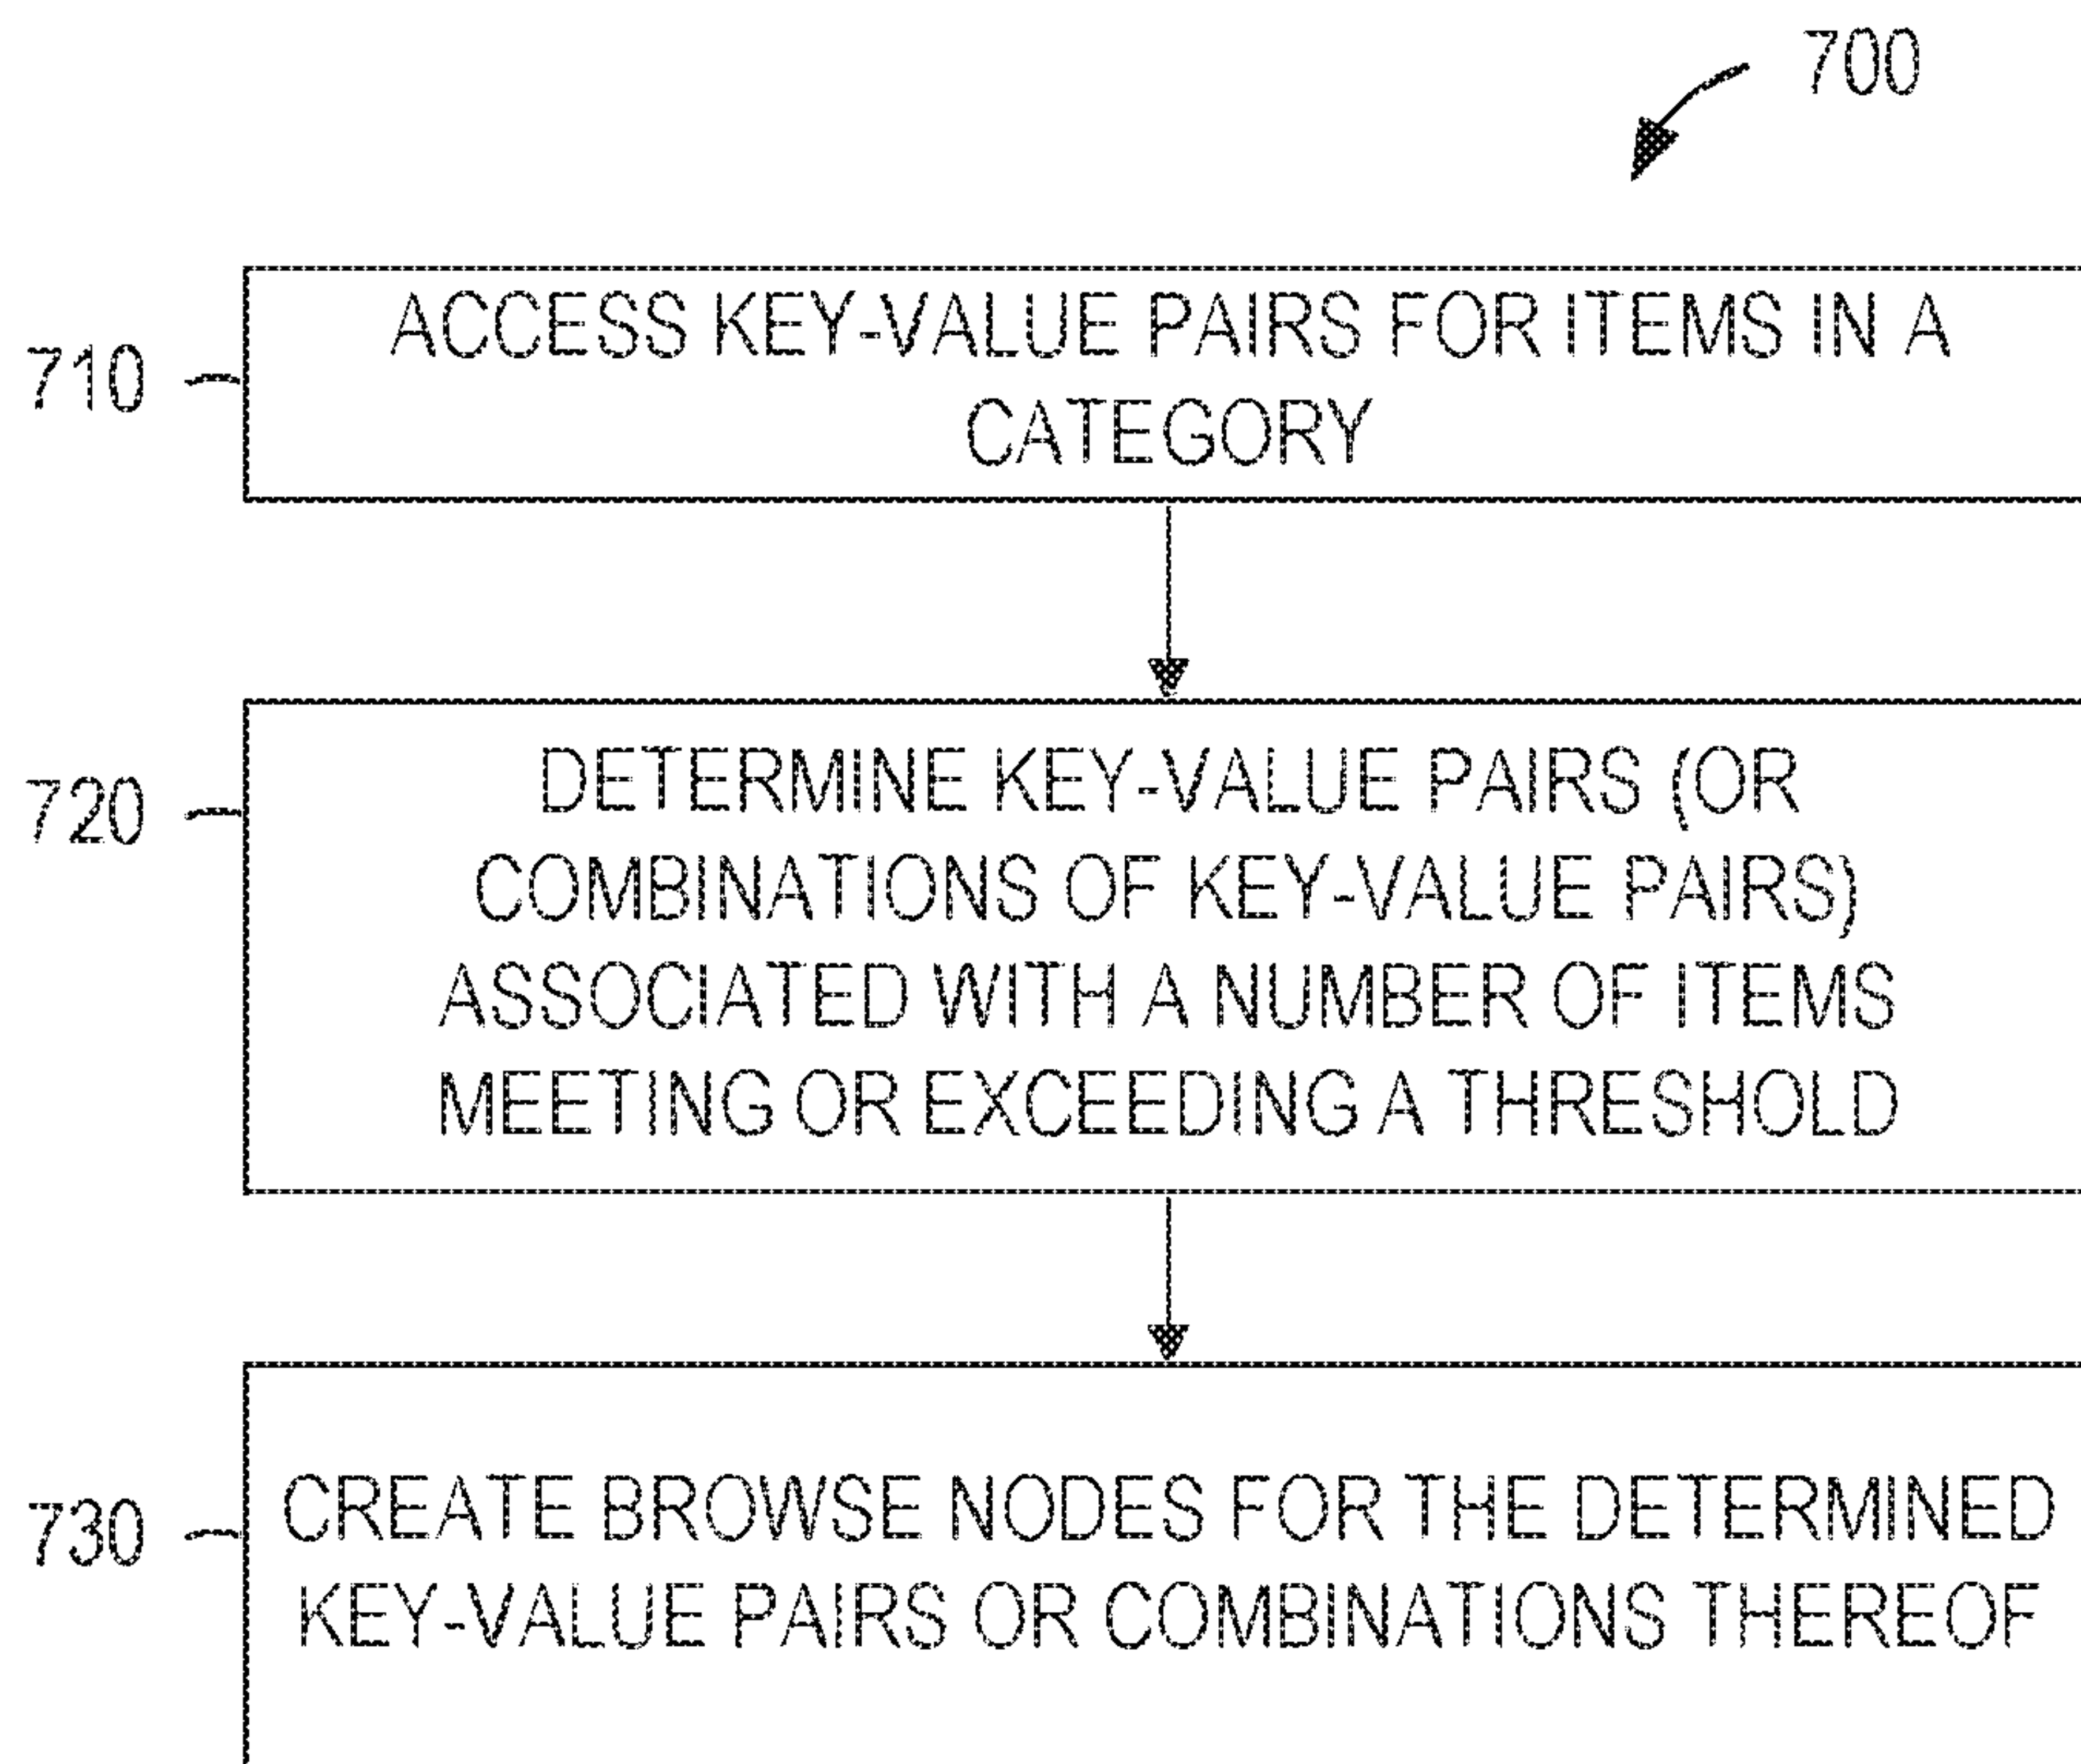 700
710
ACCESS KEY-VALUE PAIRS FOR ITEMS IN A
CATEGORY
720
DETERMINE KEY-VALUE PAIRS (OR
COMBINATIONS OF KEY-VALUE PAIRS)
ASSOCIATED WITH A NUMBER OF ITEMS
MEETING OR EXCEEDING A THRESHOLD
730
CREATE BROWSE NODES FOR THE DETERMINED
KEY-VALUE PAIRS OR COMBINATIONS THEREOF